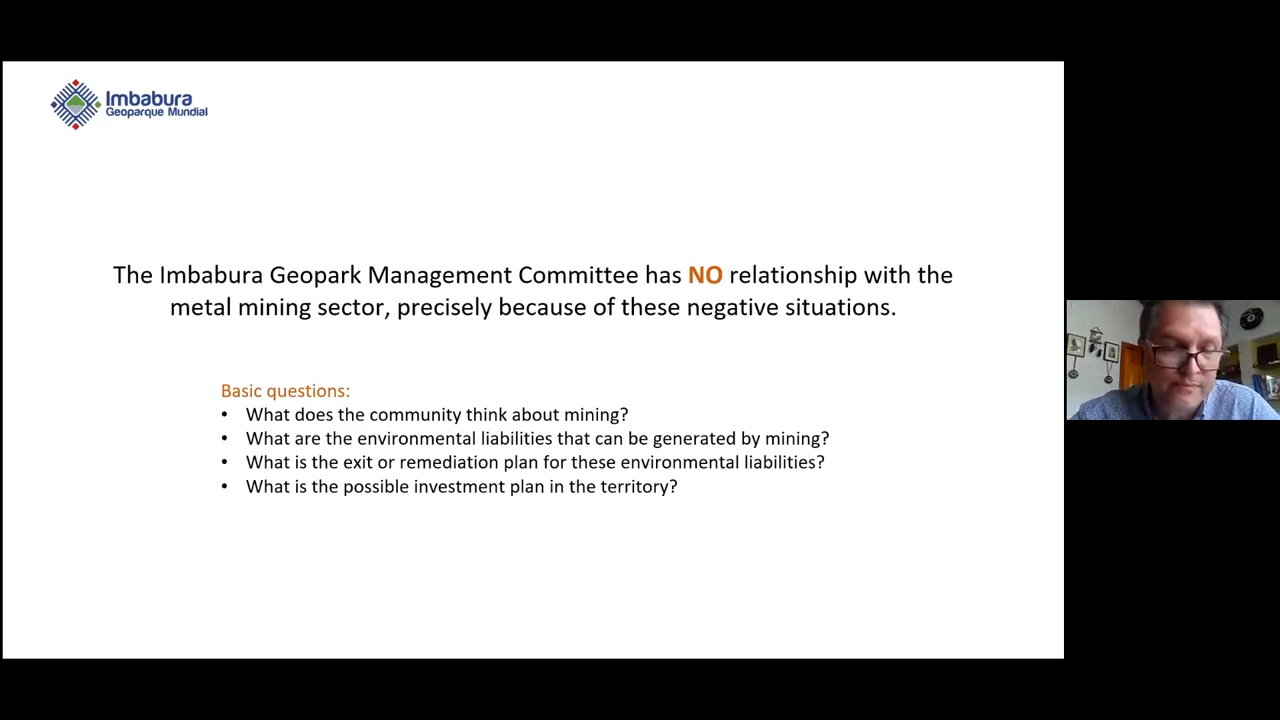 Imbabura
Geoparque Mundial
The Imbabura Geopark Management Committee has NO relationship with the
metal mining sector, precisely because of these negative situations.
Basic questions:
• What does the community think about mining?
• What are the environmental liabilities that can be generated by mining?
• What is the exit or remediation plan for these environmental liabilities?
• What is the possible investment plan in the territory?